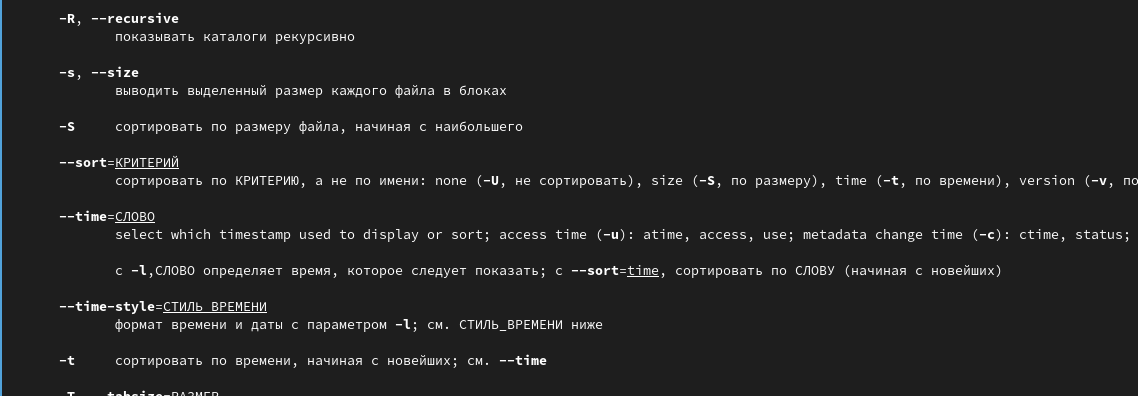 -R, --recursive
показывать каталоги рекурсивно
-s, --size
выводить выделенный размер каждого файла в блоках
-S сортировать по размеру файла, начиная с наибольшего
--sort=КРИТЕРИЙ
сортировать по КРИТЕРИЮ, а не по имени: none (-U, не сортировать), size (-S, по размеру), time (-t, по времени), version (-v, по
--time=СЛОВО
select which timestamp used to display or sort; access time (-u): atime, access, use; metadata change time (-c): ctime, status;
с -l,СЛОВО определяет время, которое следует показать; с --sort=time, сортировать по СЛОВУ (начиная с новейших)
--time-style=СТИЛЬ_ВРЕМЕНИ
формат времени и даты с параметром -l; см. СТИЛЬ_ВРЕМЕНИ ниже
-t сортировать по времени, начиная с новейших; см. --time
-T, --tabsize=РАЗМЕР